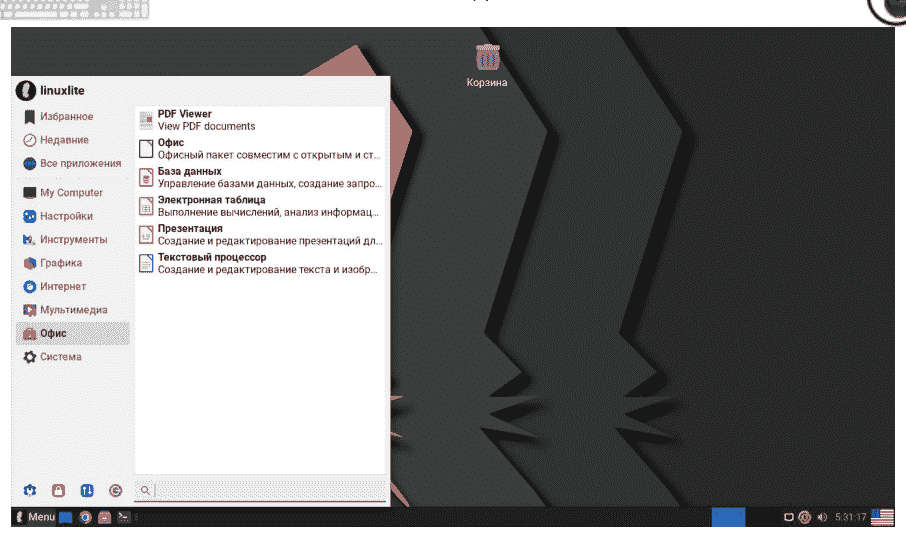 Корзина
linuxlite
Избранное
Недавние
Все приложения
My Computer
Настройки
Инструменты
Графика
Интернет
Мультимедиа
Офис
Система
PDF Viewer
View PDF documents
Офис
Офисный пакет совместим с открытым и ст...
База данных
Управление базами данных, создание запро...
Электронная таблица
Выполнение вычислений, анализ информац...
Презентация
Создание и редактирование презентаций дл...
Текстовый процессор
Создание и редактирование текста и изобр...
Menu
5:31:17